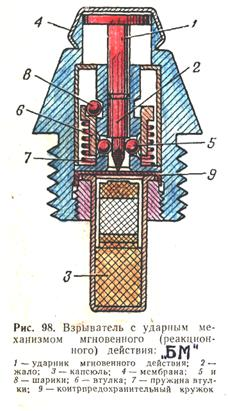 4
1
8
2
6
7
5
9
3
Рис. 98. Взрыватель с ударным ме-
ханизмом мгновенного (реакцион-
ного) действия; „БМ"
1 — ударник мгновенного действия; 2 —
жало; 3 — капсюль; 4 — мембрана; 5 и
8 — шарики; 6 — втулка; 7 — пружина втул-
ки; 9 — контрпредохранительный кружок